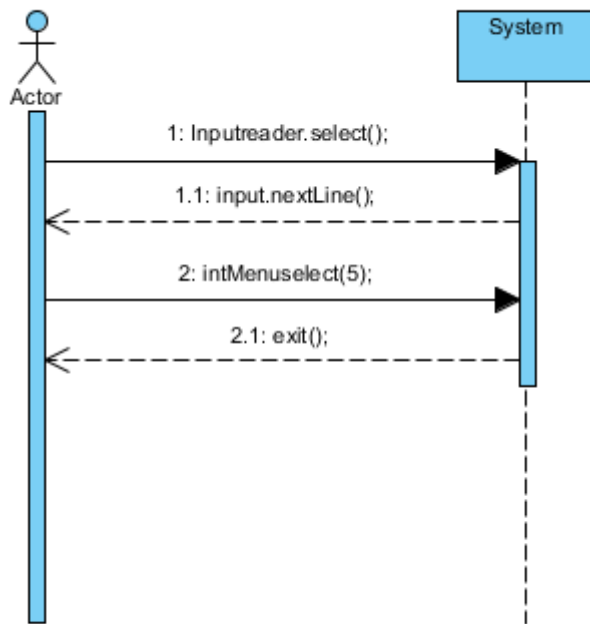 System
Actor
1: Inputreader.select();
1.1: input.nextLine();
2: intMenuselect(5);
2.1: exit();